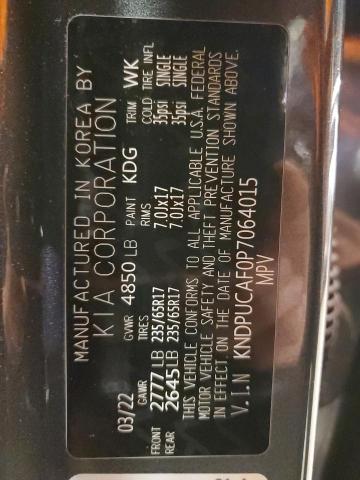 MANUFACTURED IN KOREA BY
KIA CORPORATION
03/22 GVWR 4850 LB PAINT KDG TRIM WK
GAWR TIRES RIMS COLD TIRE INFL
FRONT 2777 LB 235/65R17 7.0Jx17 35psi SINGLE
REAR 2645 LB 235/65R17 7.0Jx17 35psi SINGLE
THIS VEHICLE CONFORMS TO ALL APPLICABLE U.S.A. FEDERAL
MOTOR VEHICLE SAFETY AND THEFT PREVENTION STANDARDS
IN EFFECT ON THE DATE OF MANUFACTURE SHOWN ABOVE.
V.I.N KNDPUCAF0P7064015
MPV